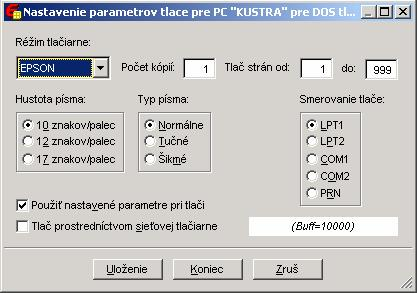 Nastavenie parametrov tlace pre PC "KUSTRA" pre DOS tl...
Réžim tlačiarne:
EPSON Počet kópií: 1 Tlač strán od: 1 do: 999
Hustota písma: Typ písma: Smerovanie tlače:
10 znakov/palec Normálne LPT1
12 znakov/palec Tučné LPT2
17 znakov/palec Šikmé COM1
COM2
PRN
Použiť nastavené parametre pri tlači
Tlač prostredníctvom sieťovej tlačiarne (Buff=10000)
Uloženie Koniec Zruš